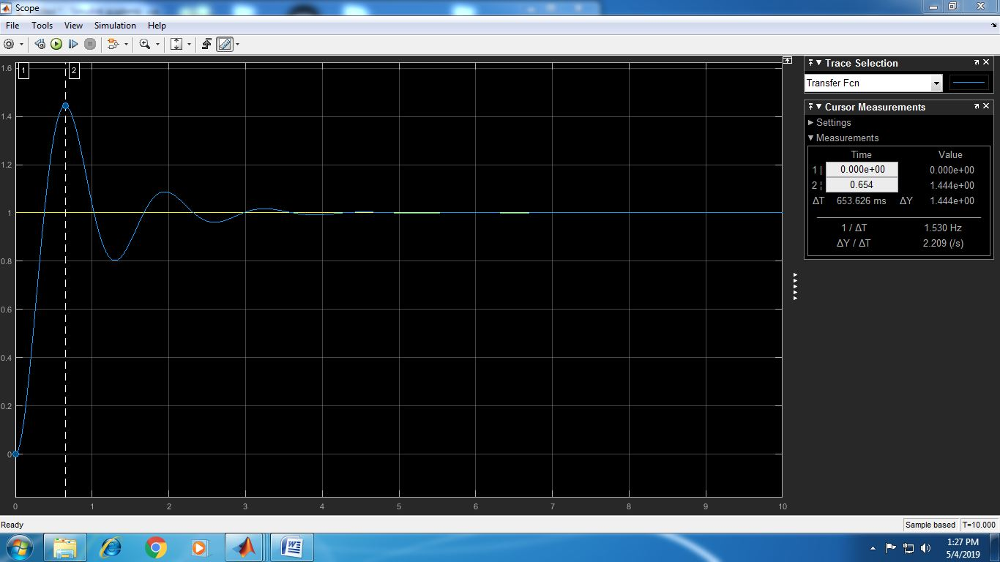 Scope
File Tools View Simulation Help
1 2
1.6
1.4
1.2
1
0.8
0.6
0.4
0.2
0
0 1 2 3 4 5 6 7 8 9 10
Trace Selection
Transfer Fcn
Cursor Measurements
Settings
Measurements
Time Value
1 | 0.000e+00 0.000e+00
2 ¦ 0.654 1.444e+00
ΔT 653.626 ms ΔY 1.444e+00
1 / ΔT 1.530 Hz
ΔY / ΔT 2.209 (/s)
Ready Sample based T=10.000
1:27 PM
5/4/2019